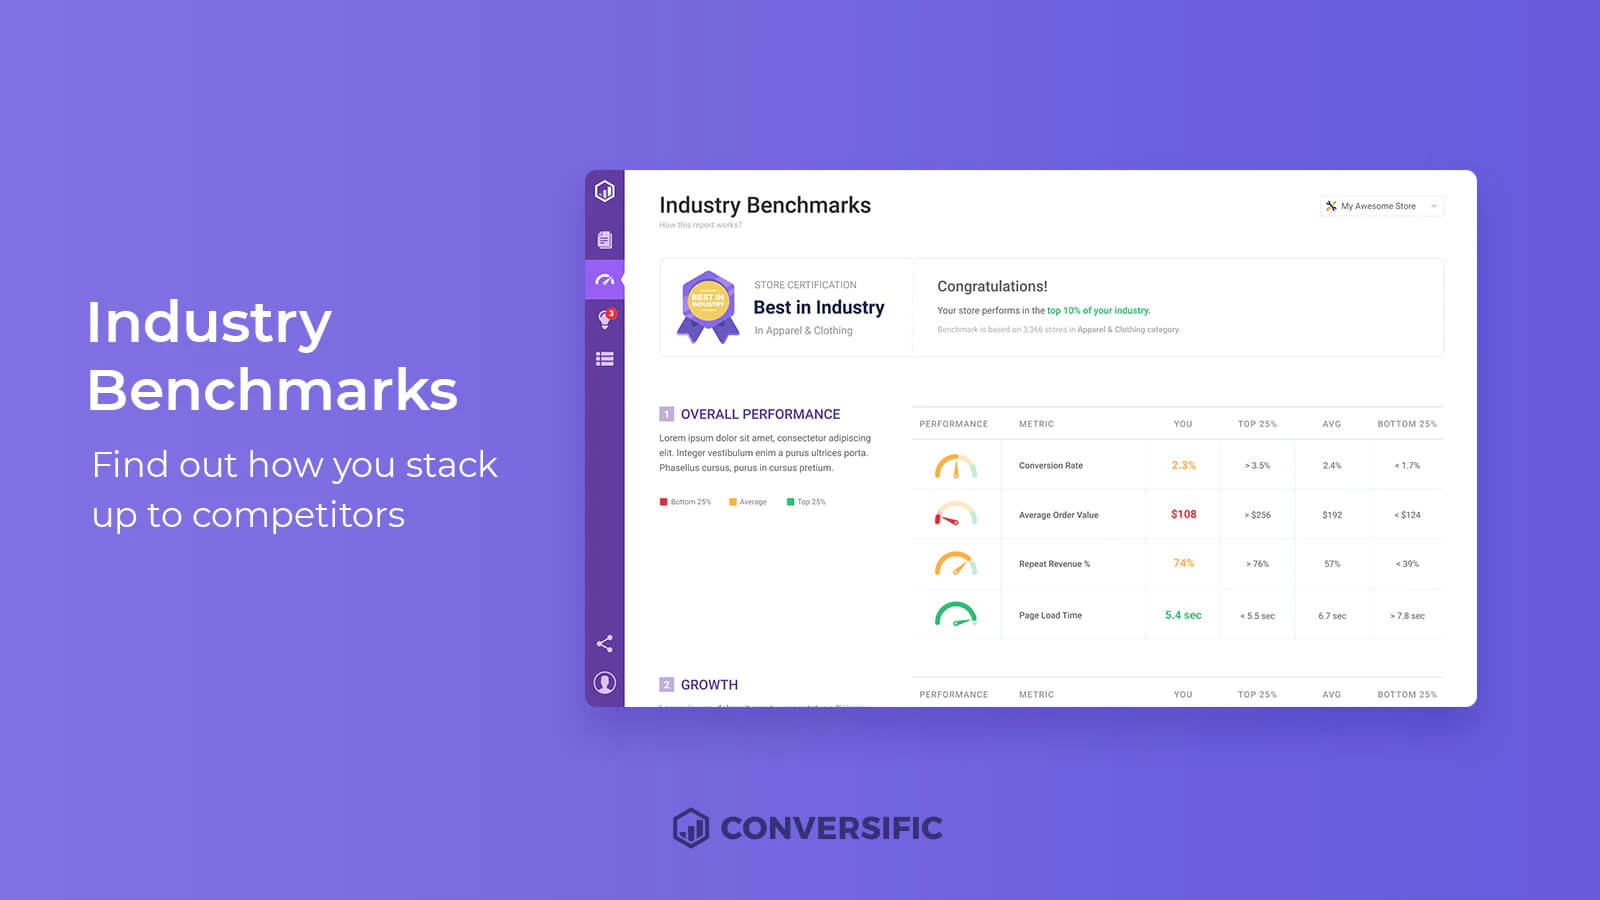 Industry
Benchmarks
Find out how you stack
up to competitors
Industry Benchmarks
How this report works?
My Awesome Store
3
BEST IN
INDUSTRY
STORE CERTIFICATION
Best in Industry
In Apparel & Clothing
Congratulations!
Your store performs in the top 10% of your industry.
Benchmark is based on 3,366 stores in Apparel & Clothing category.
1 OVERALL PERFORMANCE
Lorem ipsum dolor sit amet, consectetur adipiscing
elit. Integer vestibulum enim a purus ultrices porta.
Phasellus cursus, purus in cursus pretium.
Bottom 25% Average Top 25%
PERFORMANCE METRIC YOU TOP 25% AVG BOTTOM 25%
Conversion Rate 2.3% > 3.5% 2.4% < 1.7%
Average Order Value $108 > $256 $192 < $124
Repeat Revenue % 74% > 76% 57% < 39%
Page Load Time 5.4 sec < 5.5 sec 6.7 sec > 7.8 sec
2 GROWTH
PERFORMANCE METRIC YOU TOP 25% AVG BOTTOM 25%
CONVERSIFIC